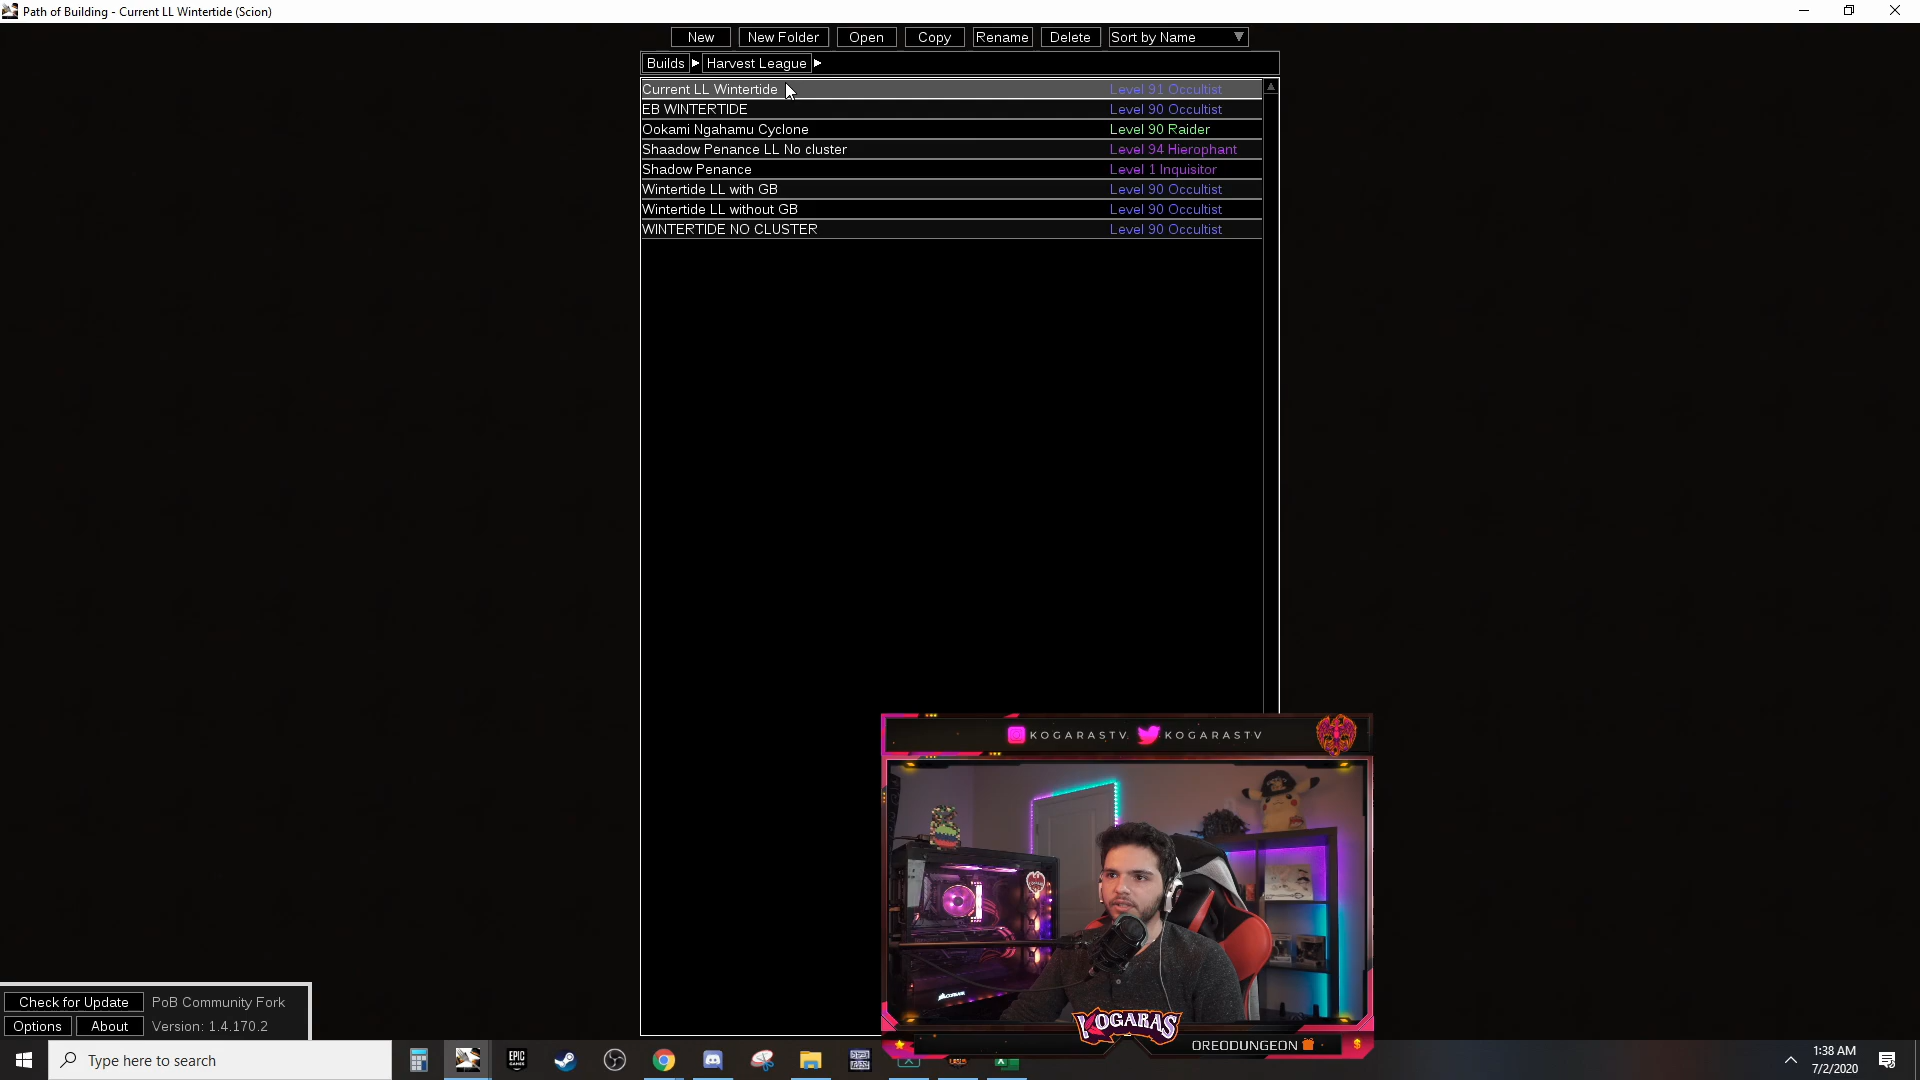 Path of Building - Current LL Wintertide (Scion)
New New Folder Open Copy Rename Delete Sort by Name
Builds Harvest League
Current LL Wintertide Level 91 Occultist
EB WINTERTIDE Level 90 Occultist
Ookami Ngahamu Cyclone Level 90 Raider
Shaadow Penance LL No cluster Level 94 Hierophant
Shadow Penance Level 1 Inquisitor
Wintertide LL with GB Level 90 Occultist
Wintertide LL without GB Level 90 Occultist
WINTERTIDE NO CLUSTER Level 90 Occultist
KOGARASTV KOGARASTV
KOGARAS
OREODUNGEON
Check for Update PoB Community Fork
Options About Version: 1.4.170.2
Type here to search
EPIC GAMES
1:38 AM
7/2/2020